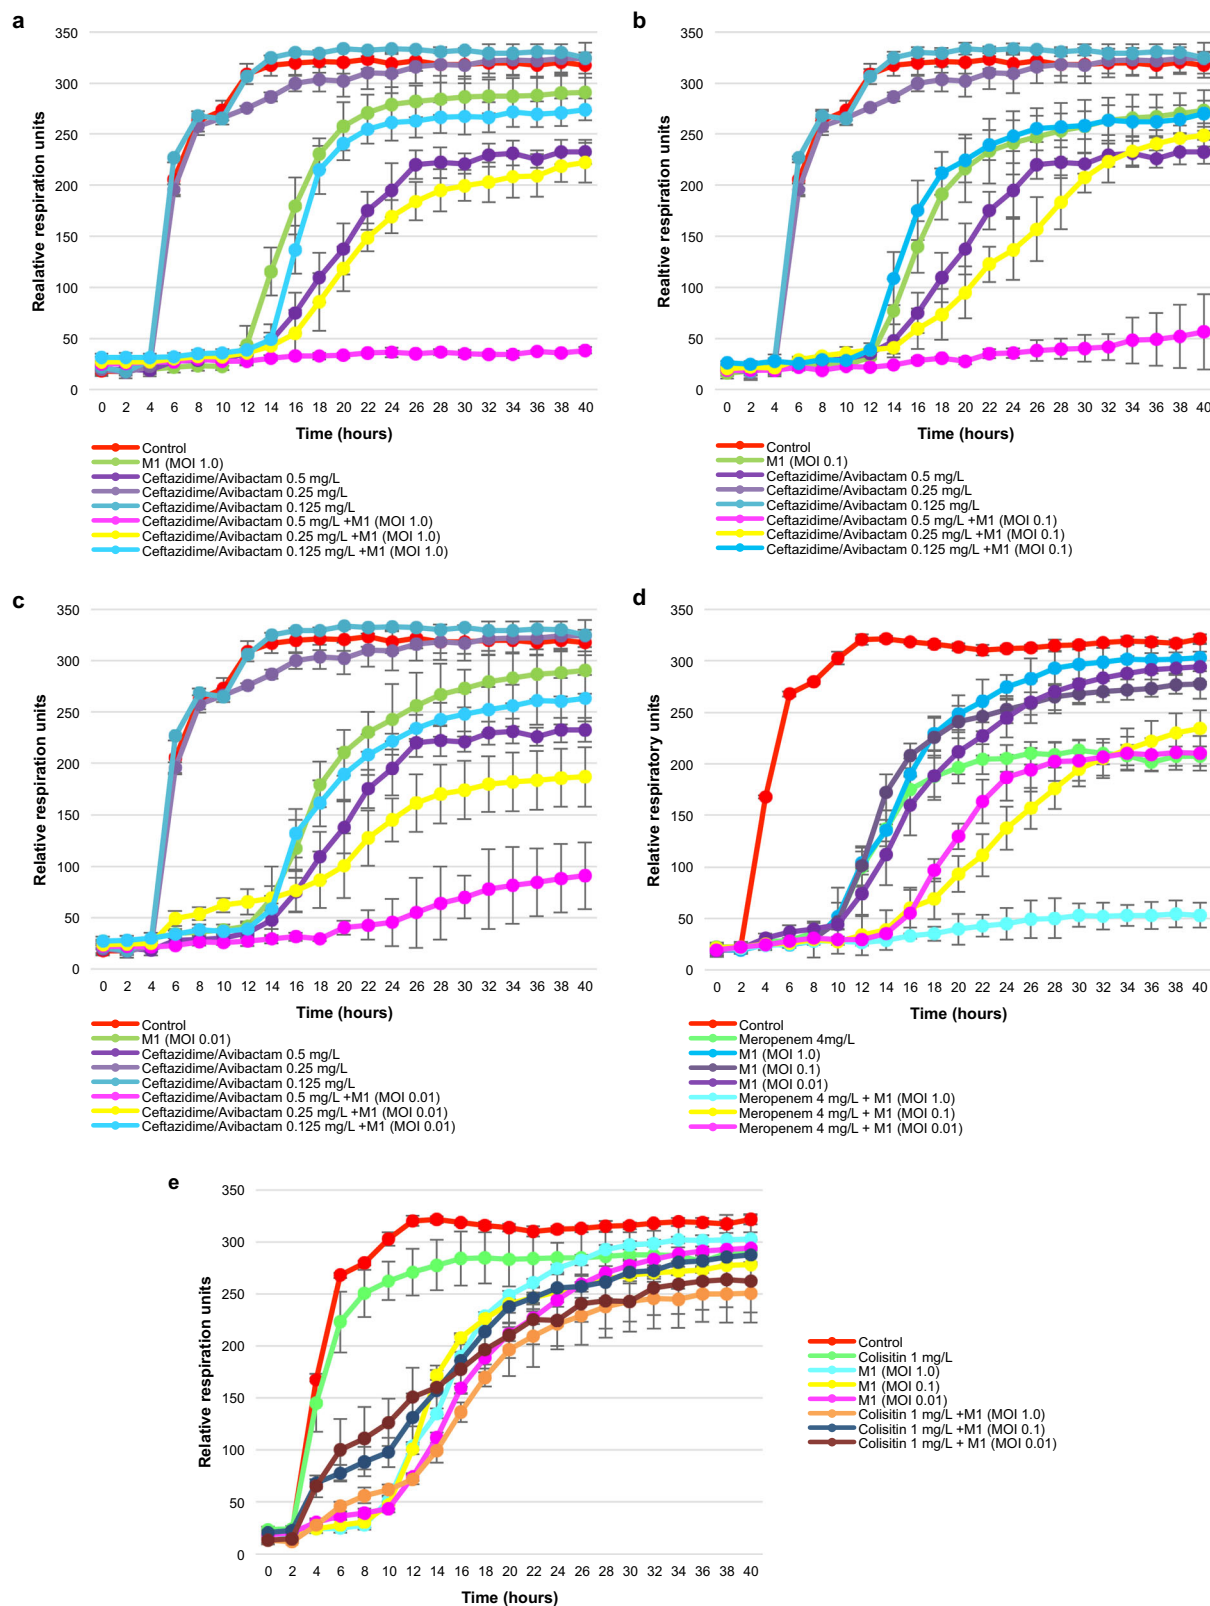 a
Relative respiration units
350
300
250
200
150
100
50
0
0 2 4 6 8 10 12 14 16 18 20 22 24 26 28 30 32 34 36 38 40
Time (hours)
Control
M1 (MOI 1.0)
Ceftazidime/Avibactam 0.5 mg/L
Ceftazidime/Avibactam 0.25 mg/L
Ceftazidime/Avibactam 0.125 mg/L
Ceftazidime/Avibactam 0.5 mg/L +M1 (MOI 1.0)
Ceftazidime/Avibactam 0.25 mg/L +M1 (MOI 1.0)
Ceftazidime/Avibactam 0.125 mg/L +M1 (MOI 1.0)
b
Realtive respiration units
350
300
250
200
150
100
50
0
0 2 4 6 8 10 12 14 16 18 20 22 24 26 28 30 32 34 36 38 40
Time (hours)
Control
M1 (MOI 0.1)
Ceftazidime/Avibactam 0.5 mg/L
Ceftazidime/Avibactam 0.25 mg/L
Ceftazidime/Avibactam 0.125 mg/L
Ceftazidime/Avibactam 0.5 mg/L +M1 (MOI 0.1)
Ceftazidime/Avibactam 0.25 mg/L +M1 (MOI 0.1)
Ceftazidime/Avibactam 0.125 mg/L +M1 (MOI 0.1)
c
Relative respiration units
350
300
250
200
150
100
50
0
0 2 4 6 8 10 12 14 16 18 20 22 24 26 28 30 32 34 36 38 40
Time (hours)
Control
M1 (MOI 0.01)
Ceftazidime/Avibactam 0.5 mg/L
Ceftazidime/Avibactam 0.25 mg/L
Ceftazidime/Avibactam 0.125 mg/L
Ceftazidime/Avibactam 0.5 mg/L +M1 (MOI 0.01)
Ceftazidime/Avibactam 0.25 mg/L +M1 (MOI 0.01)
Ceftazidime/Avibactam 0.125 mg/L +M1 (MOI 0.01)
d
Relative respiratory units
350
300
250
200
150
100
50
0
0 2 4 6 8 10 12 14 16 18 20 22 24 26 28 30 32 34 36 38 40
Time (hours)
Control
Meropenem 4mg/L
M1 (MOI 1.0)
M1 (MOI 0.1)
M1 (MOI 0.01)
Meropenem 4 mg/L + M1 (MOI 1.0)
Meropenem 4 mg/L + M1 (MOI 0.1)
Meropenem 4 mg/L + M1 (MOI 0.01)
e
Relative respiration units
350
300
250
200
150
100
50
0
0 2 4 6 8 10 12 14 16 18 20 22 24 26 28 30 32 34 36 38 40
Time (hours)
Control
Colisitin 1 mg/L
M1 (MOI 1.0)
M1 (MOI 0.1)
M1 (MOI 0.01)
Colisitin 1 mg/L +M1 (MOI 1.0)
Colisitin 1 mg/L +M1 (MOI 0.1)
Colisitin 1 mg/L + M1 (MOI 0.01)